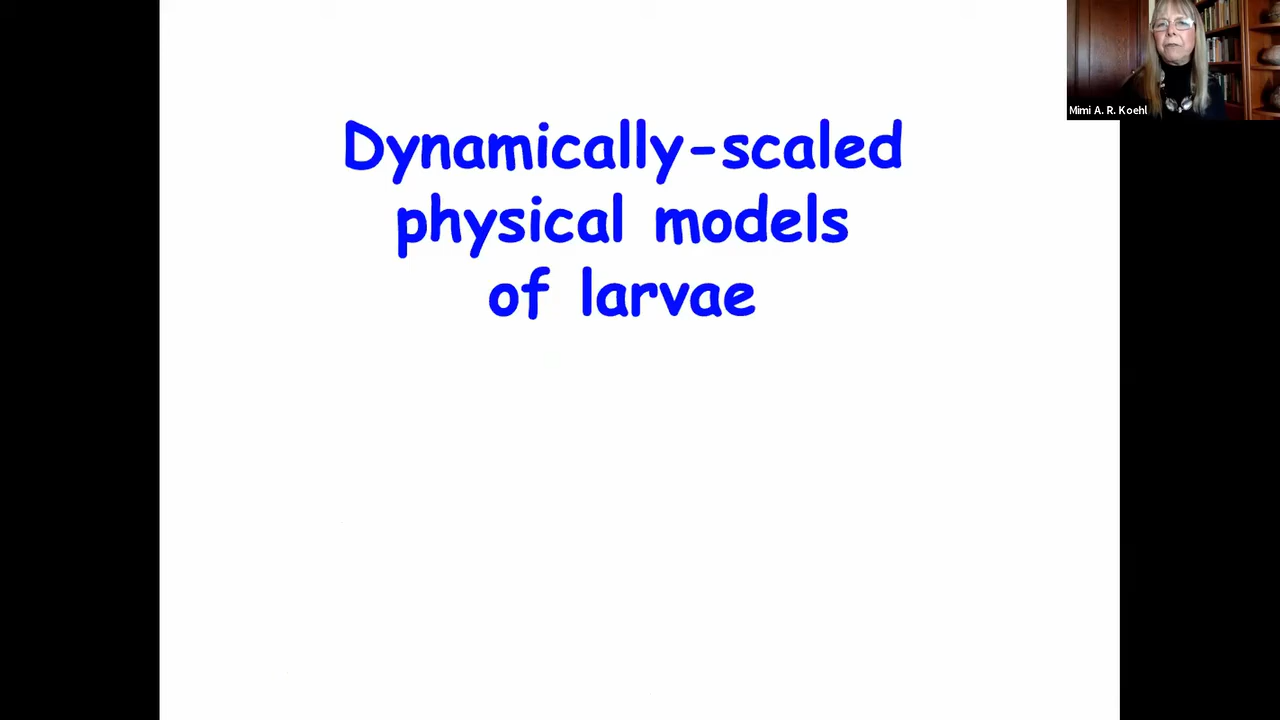 Dynamically-scaled
physical models
of larvae
Mimi A. R. Koehl